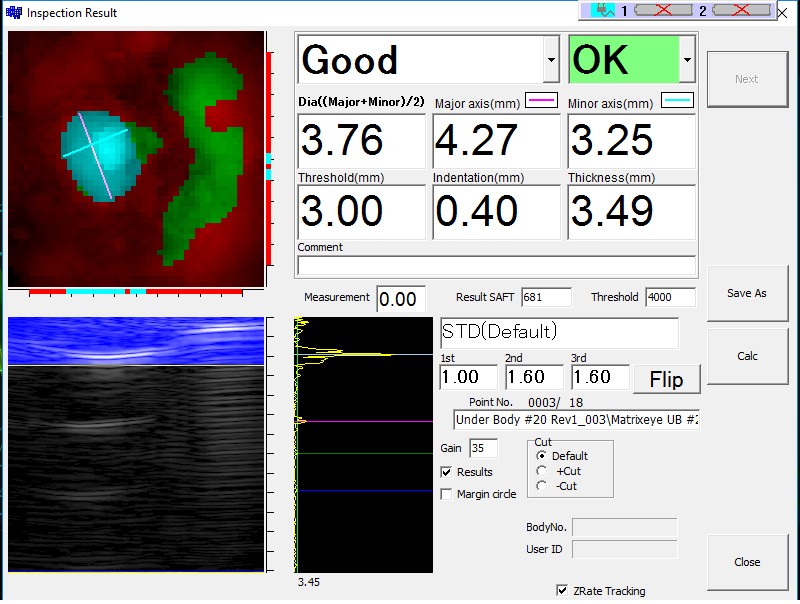 Inspection Result
1 2
Good OK
Next
Dia((Major+Minor)/2) Major axis(mm) Minor axis(mm)
3.76 4.27 3.25
Threshold(mm) Indentation(mm) Thickness(mm)
3.00 0.40 3.49
Comment
Measurement 0.00 Result SAFT 681 Threshold 4000
Save As
STD(Default)
Calc
1st 2nd 3rd
1.00 1.60 1.60 Flip
Point No. 0003/ 18
Under Body #20 Rev1_003\Matrixeye UB #2
Gain 35
Cut
Default
Results
+Cut
-Cut
Margin circle
BodyNo.
User ID
Close
3.45
ZRate Tracking